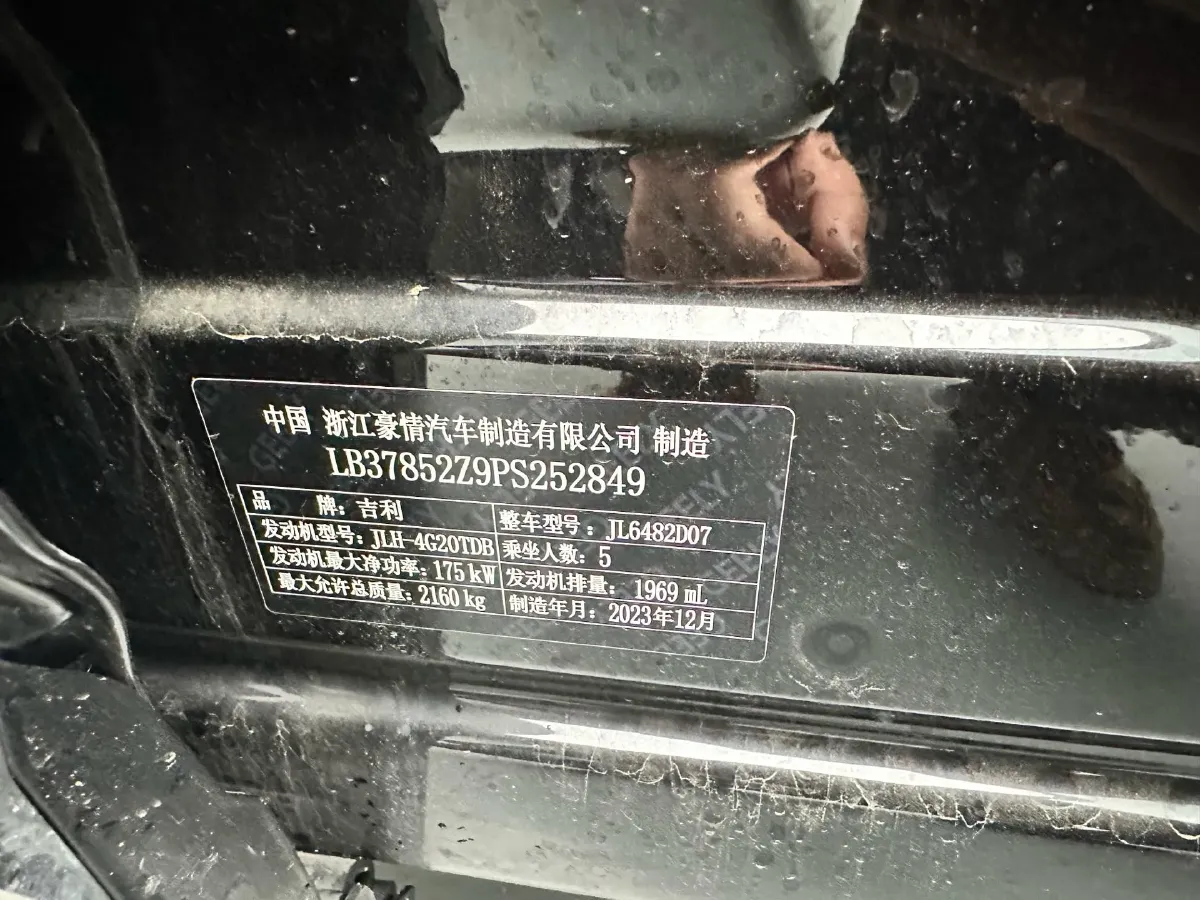 中国 浙江豪情汽车制造有限公司 制造
LB37852Z9PS252849
品 牌：吉利 整车型号：JL6482D07
发动机型号：JLH-4G20TDB 乘坐人数：5
发动机最大净功率：175 kW 发动机排量：1969 mL
最大允许总质量：2160 kg 制造年月：2023年12月